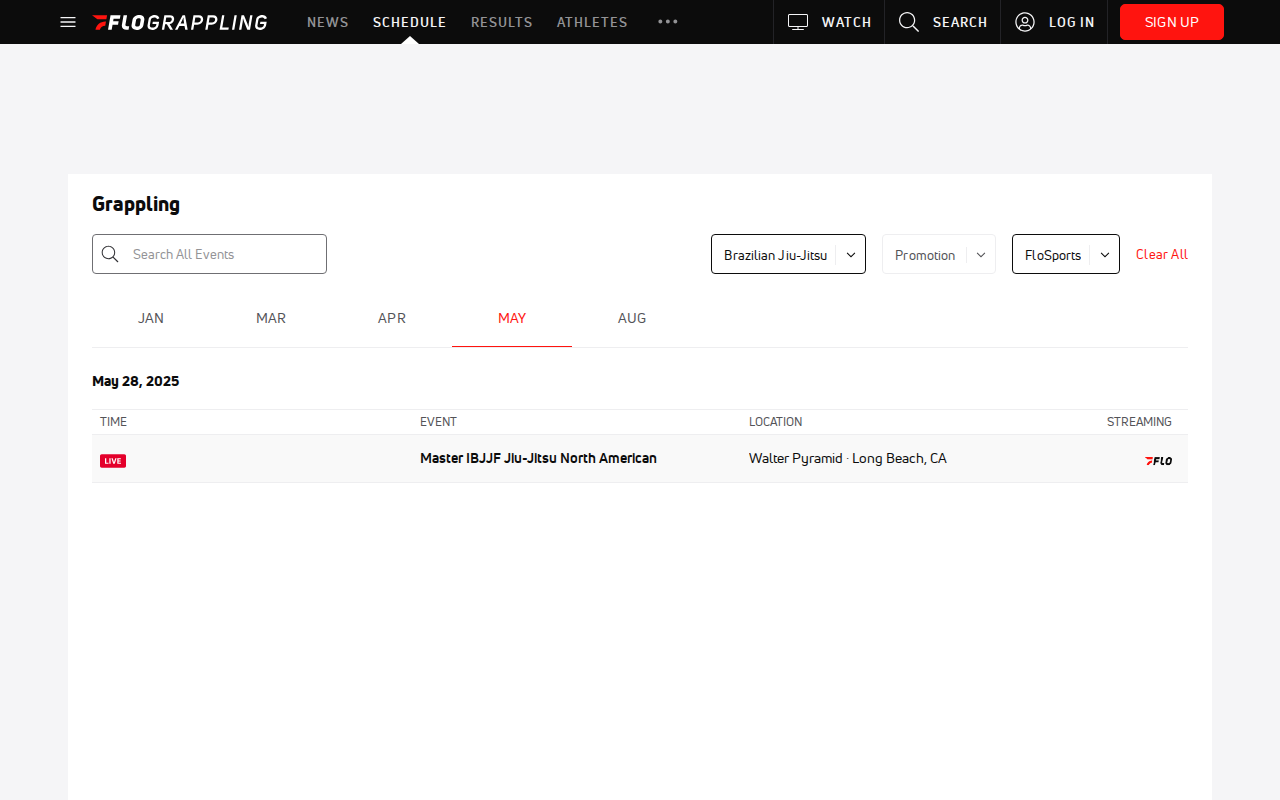 FLOGRAPPLING NEWS SCHEDULE RESULTS ATHLETES ••• WATCH SEARCH LOG IN SIGN UP
Grappling
Search All Events Brazilian Jiu-Jitsu Promotion FloSports Clear All
JAN MAR APR MAY AUG
May 28, 2025
TIME EVENT LOCATION STREAMING
LIVE Master IBJJF Jiu-Jitsu North American Walter Pyramid · Long Beach, CA FLO